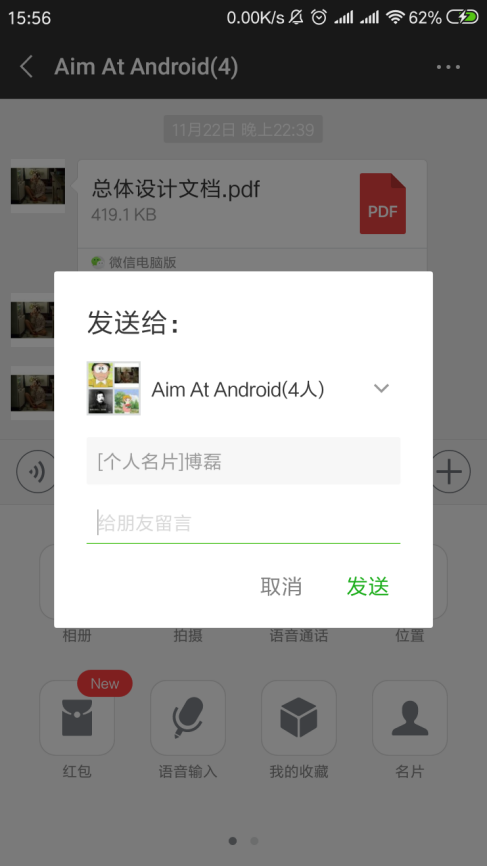 15:56
0.00K/s
62%
Aim At Android(4)
11月22日 晚上22:39
总体设计文档.pdf
419.1 KB
PDF
微信电脑版
发送给：
Aim At Android(4人)
[个人名片]博磊
给朋友留言
取消
发送
相册
拍摄
语音通话
位置
New
红包
语音输入
我的收藏
名片